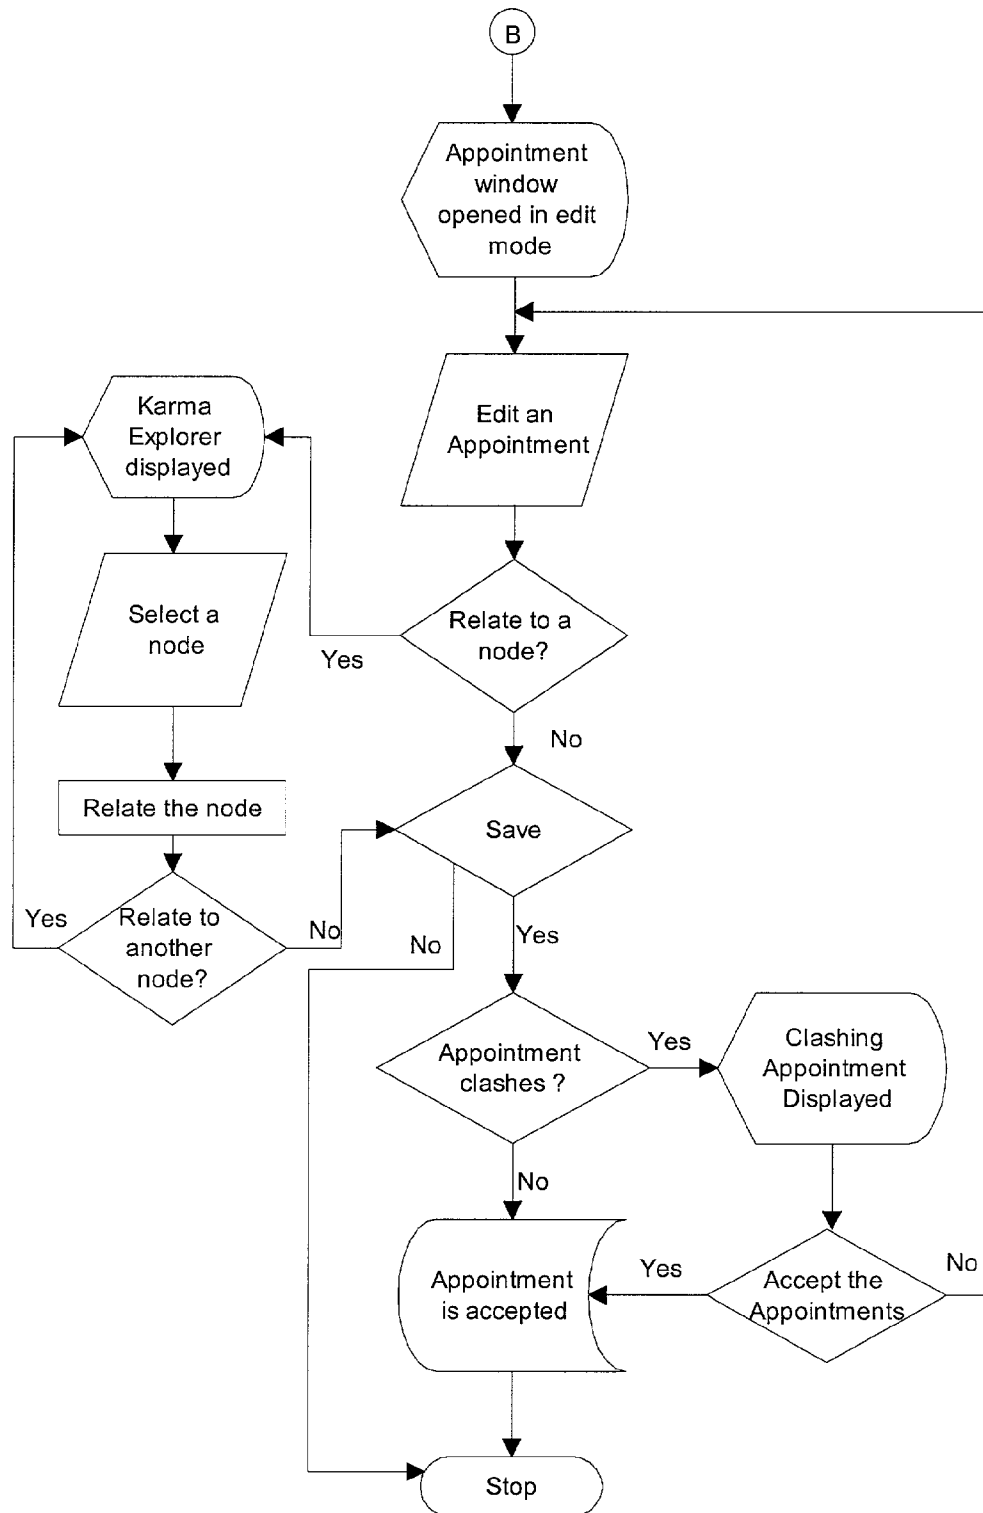 B
Appointment
window
opened in edit
mode
Edit an
Appointment
Karma
Explorer
displayed
Select a
node
Relate to a
node?
Yes
No
Relate the node
Save
Relate to
another
node?
Yes
No
No
Yes
Appointment
clashes ?
Yes
Clashing
Appointment
Displayed
No
Appointment
is accepted
Yes
Accept the
Appointments
No
Stop